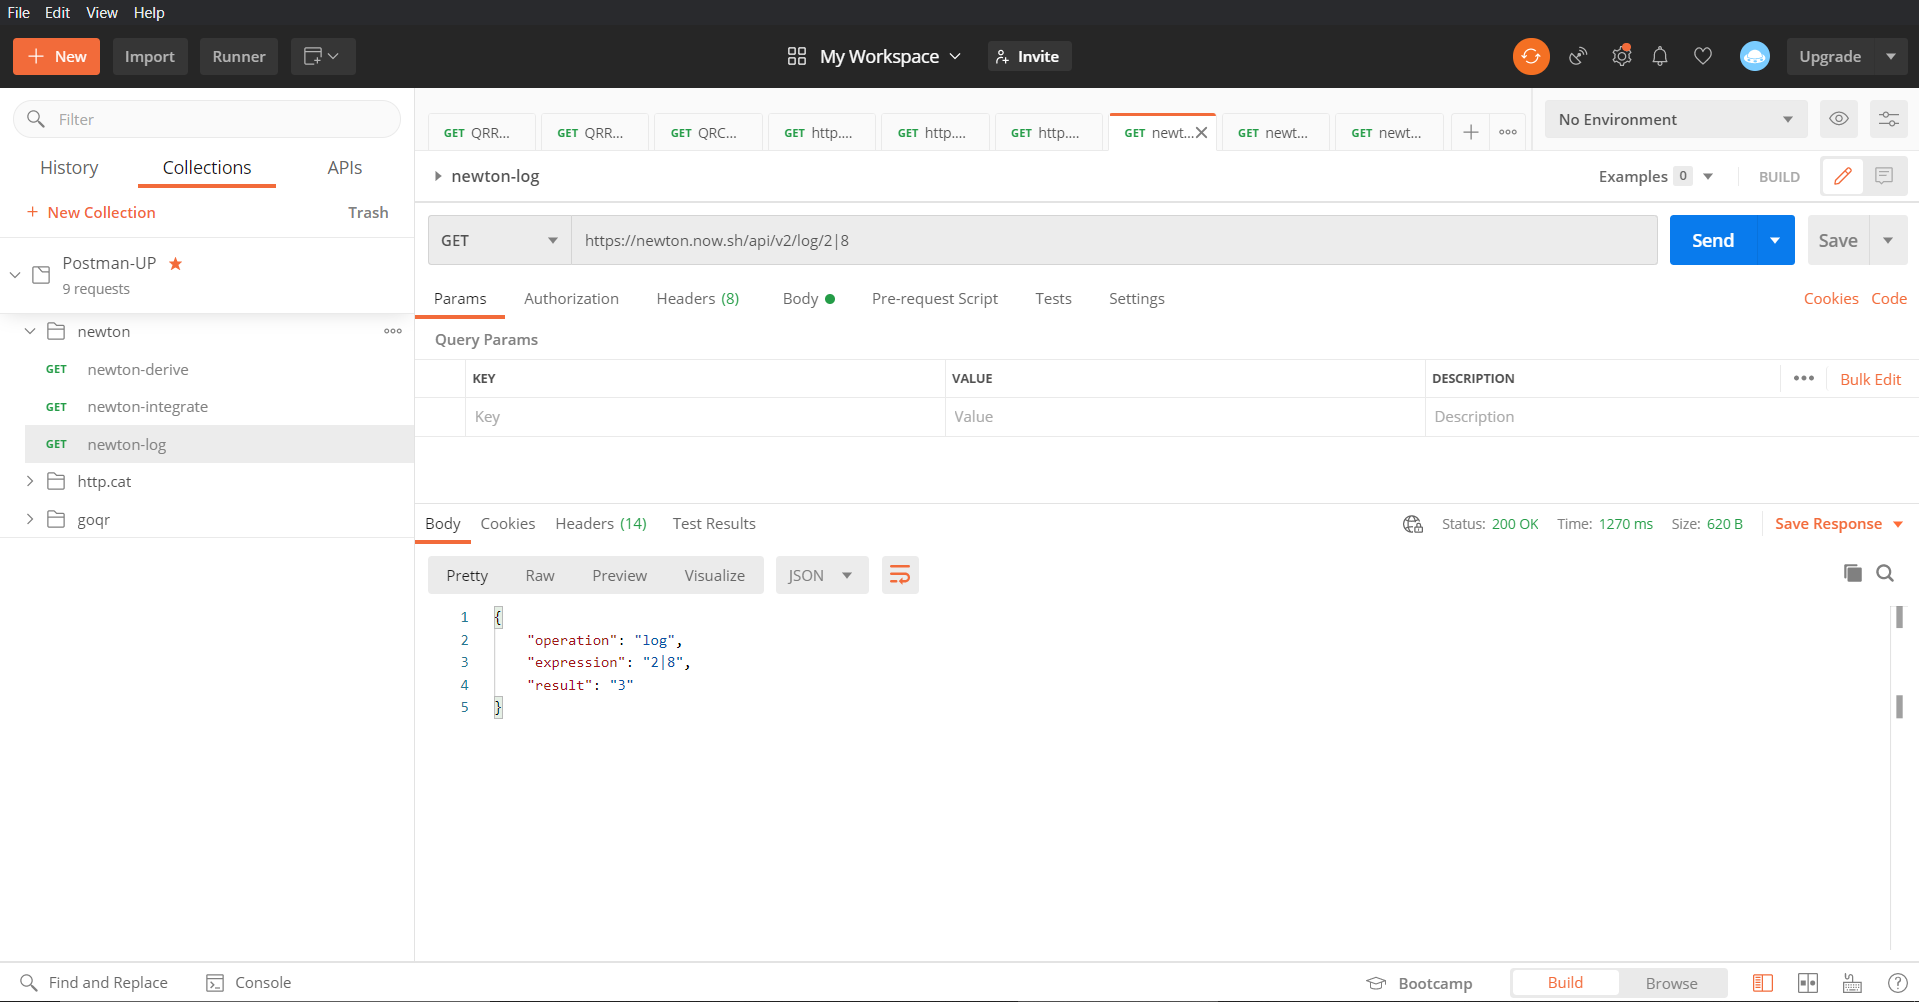 File Edit View Help
New Import Runner My Workspace Invite Upgrade
Filter
History Collections APIs
+ New Collection Trash
Postman-UP
9 requests
newton
GET newton-derive
GET newton-integrate
GET newton-log
http.cat
goqr
GET QRR... GET QRR... GET QRC... GET http.... GET http.... GET http.... GET newt... GET newt... GET newt...
No Environment
newton-log Examples 0 BUILD
GET https://newton.now.sh/api/v2/log/2|8 Send Save
Params Authorization Headers (8) Body Pre-request Script Tests Settings Cookies Code
Query Params
KEY VALUE DESCRIPTION Bulk Edit
Key Value Description
Body Cookies Headers (14) Test Results Status: 200 OK Time: 1270 ms Size: 620 B Save Response
Pretty Raw Preview Visualize JSON
1 {
2 "operation": "log",
3 "expression": "2|8",
4 "result": "3"
5 }
Find and Replace Console Bootcamp Build Browse